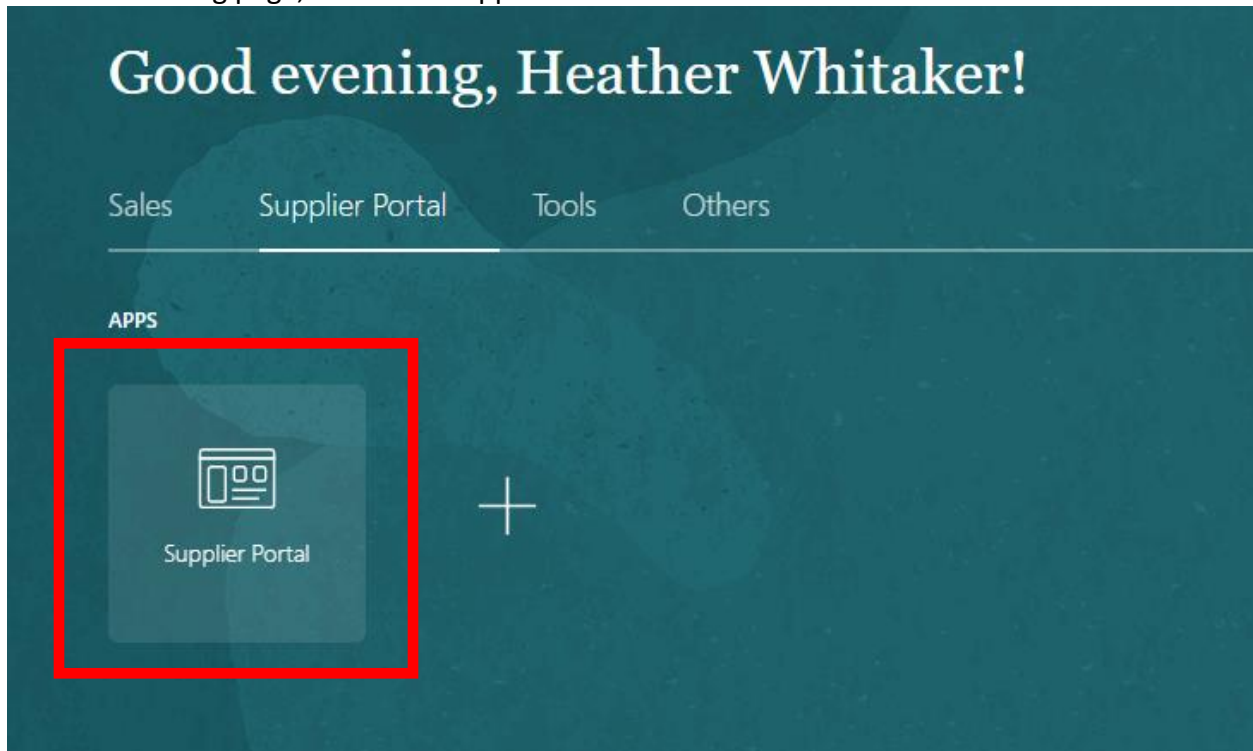 Good evening, Heather Whitaker!
Sales Supplier Portal Tools Others
APPS
Supplier Portal